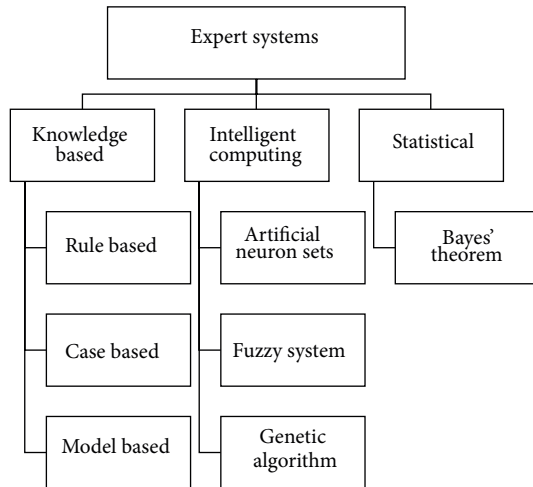 Expert systems
Knowledge
based
Intelligent
computing
Statistical
Rule based
Artificial
neuron sets
Bayes'
theorem
Case based
Fuzzy system
Model based
Genetic
algorithm